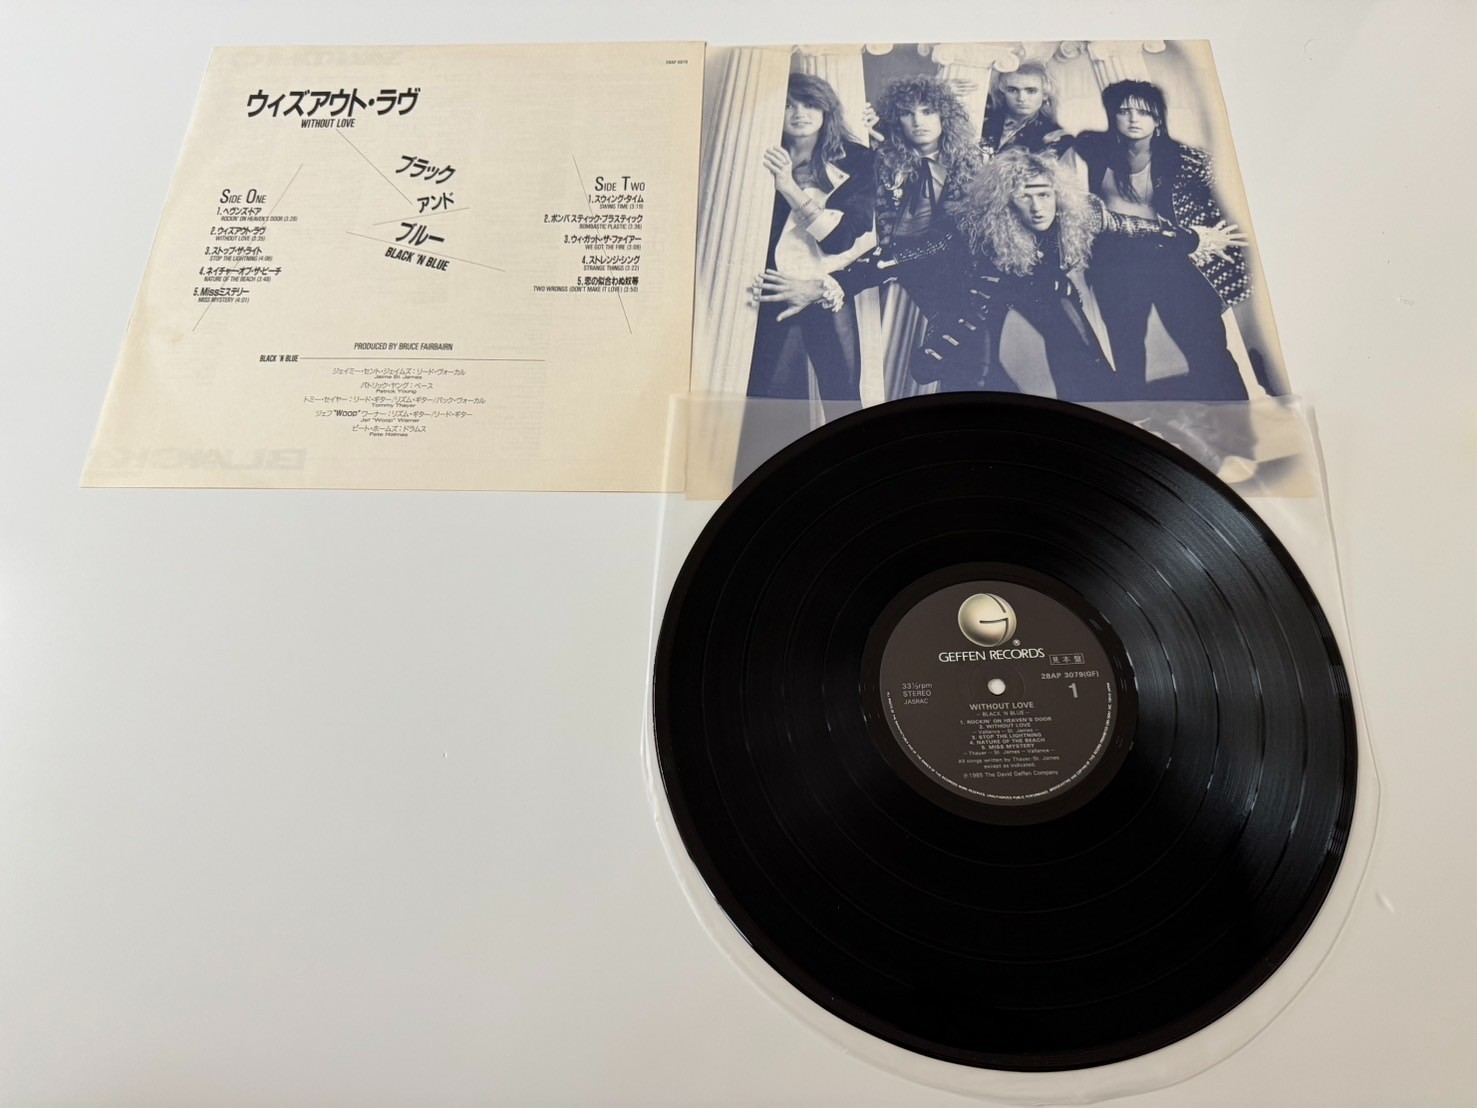 28AP 3079
ウィズアウト・ラヴ
WITHOUT LOVE
ブラック
アンド
ブルー
BLACK 'N BLUE
SIDE ONE
1.ヘヴンズ・ドア
ROCKIN' ON HEAVEN'S DOOR (3:28)
2.ウィズアウト・ラヴ
WITHOUT LOVE (3:35)
3.ストップ・ザ・ライト
STOP THE LIGHTNING (4:06)
4.ネイチャー・オブ・ザ・ビーチ
NATURE OF THE BEACH (3:49)
5.Missミステリー
MISS MYSTERY (4:01)
SIDE TWO
1.スウィング・タイム
SWING TIME (3:19)
2.ボンバスティック・プラスティック
BOMBASTIC PLASTIC (3:36)
3.ウィ・ガット・ザ・ファイアー
WE GOT THE FIRE (3:09)
4.ストレンジ・シング
STRANGE THINGS (3:22)
5.恋の似合わぬ奴等
TWO WRONGS (DON'T MAKE IT LOVE) (3:50)
PRODUCED BY BRUCE FAIRBAIRN
BLACK 'N BLUE
ジェイミー・セント・ジェイムズ：リード・ヴォーカル
Jaime St. James
パトリック・ヤング：ベース
Patrick Young
トミー・セイヤー：リード・ギター/リズム・ギター/バック・ヴォーカル
Tommy Thayer
ジェフ"Woop"ワーナー：リズム・ギター/リード・ギター
Jef "Woop" Warner
ピート・ホームズ：ドラムス
Pete Holmes
GEFFEN RECORDS
見本盤
33⅓rpm
STEREO
JASRAC
28AP 3079(GF)
1
WITHOUT LOVE
– BLACK 'N BLUE –
1. ROCKIN' ON HEAVEN'S DOOR
2. WITHOUT LOVE
– Vallance – St. James –
3. STOP THE LIGHTNING
4. NATURE OF THE BEACH
5. MISS MYSTERY
– Thayer – St. James – Vallance –
All songs written by Thayer/St. James
except as indicated.
℗1985 The David Geffen Company